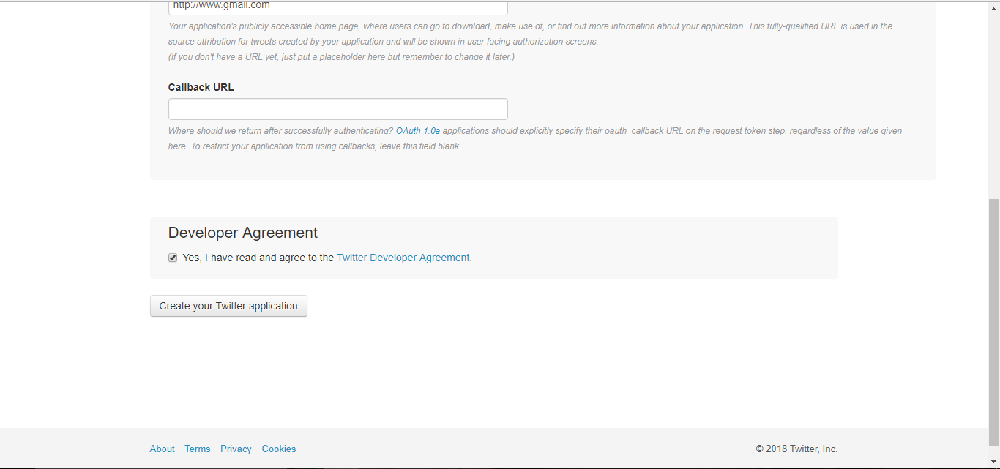 http://www.gmail.com
Your application's publicly accessible home page, where users can go to download, make use of, or find out more information about your application. This fully-qualified URL is used in the
source attribution for tweets created by your application and will be shown in user-facing authorization screens.
(If you don't have a URL yet, just put a placeholder here but remember to change it later.)
Callback URL
Where should we return after successfully authenticating? OAuth 1.0a applications should explicitly specify their oauth_callback URL on the request token step, regardless of the value given
here. To restrict your application from using callbacks, leave this field blank.
Developer Agreement
Yes, I have read and agree to the Twitter Developer Agreement.
Create your Twitter application
About Terms Privacy Cookies © 2018 Twitter, Inc.